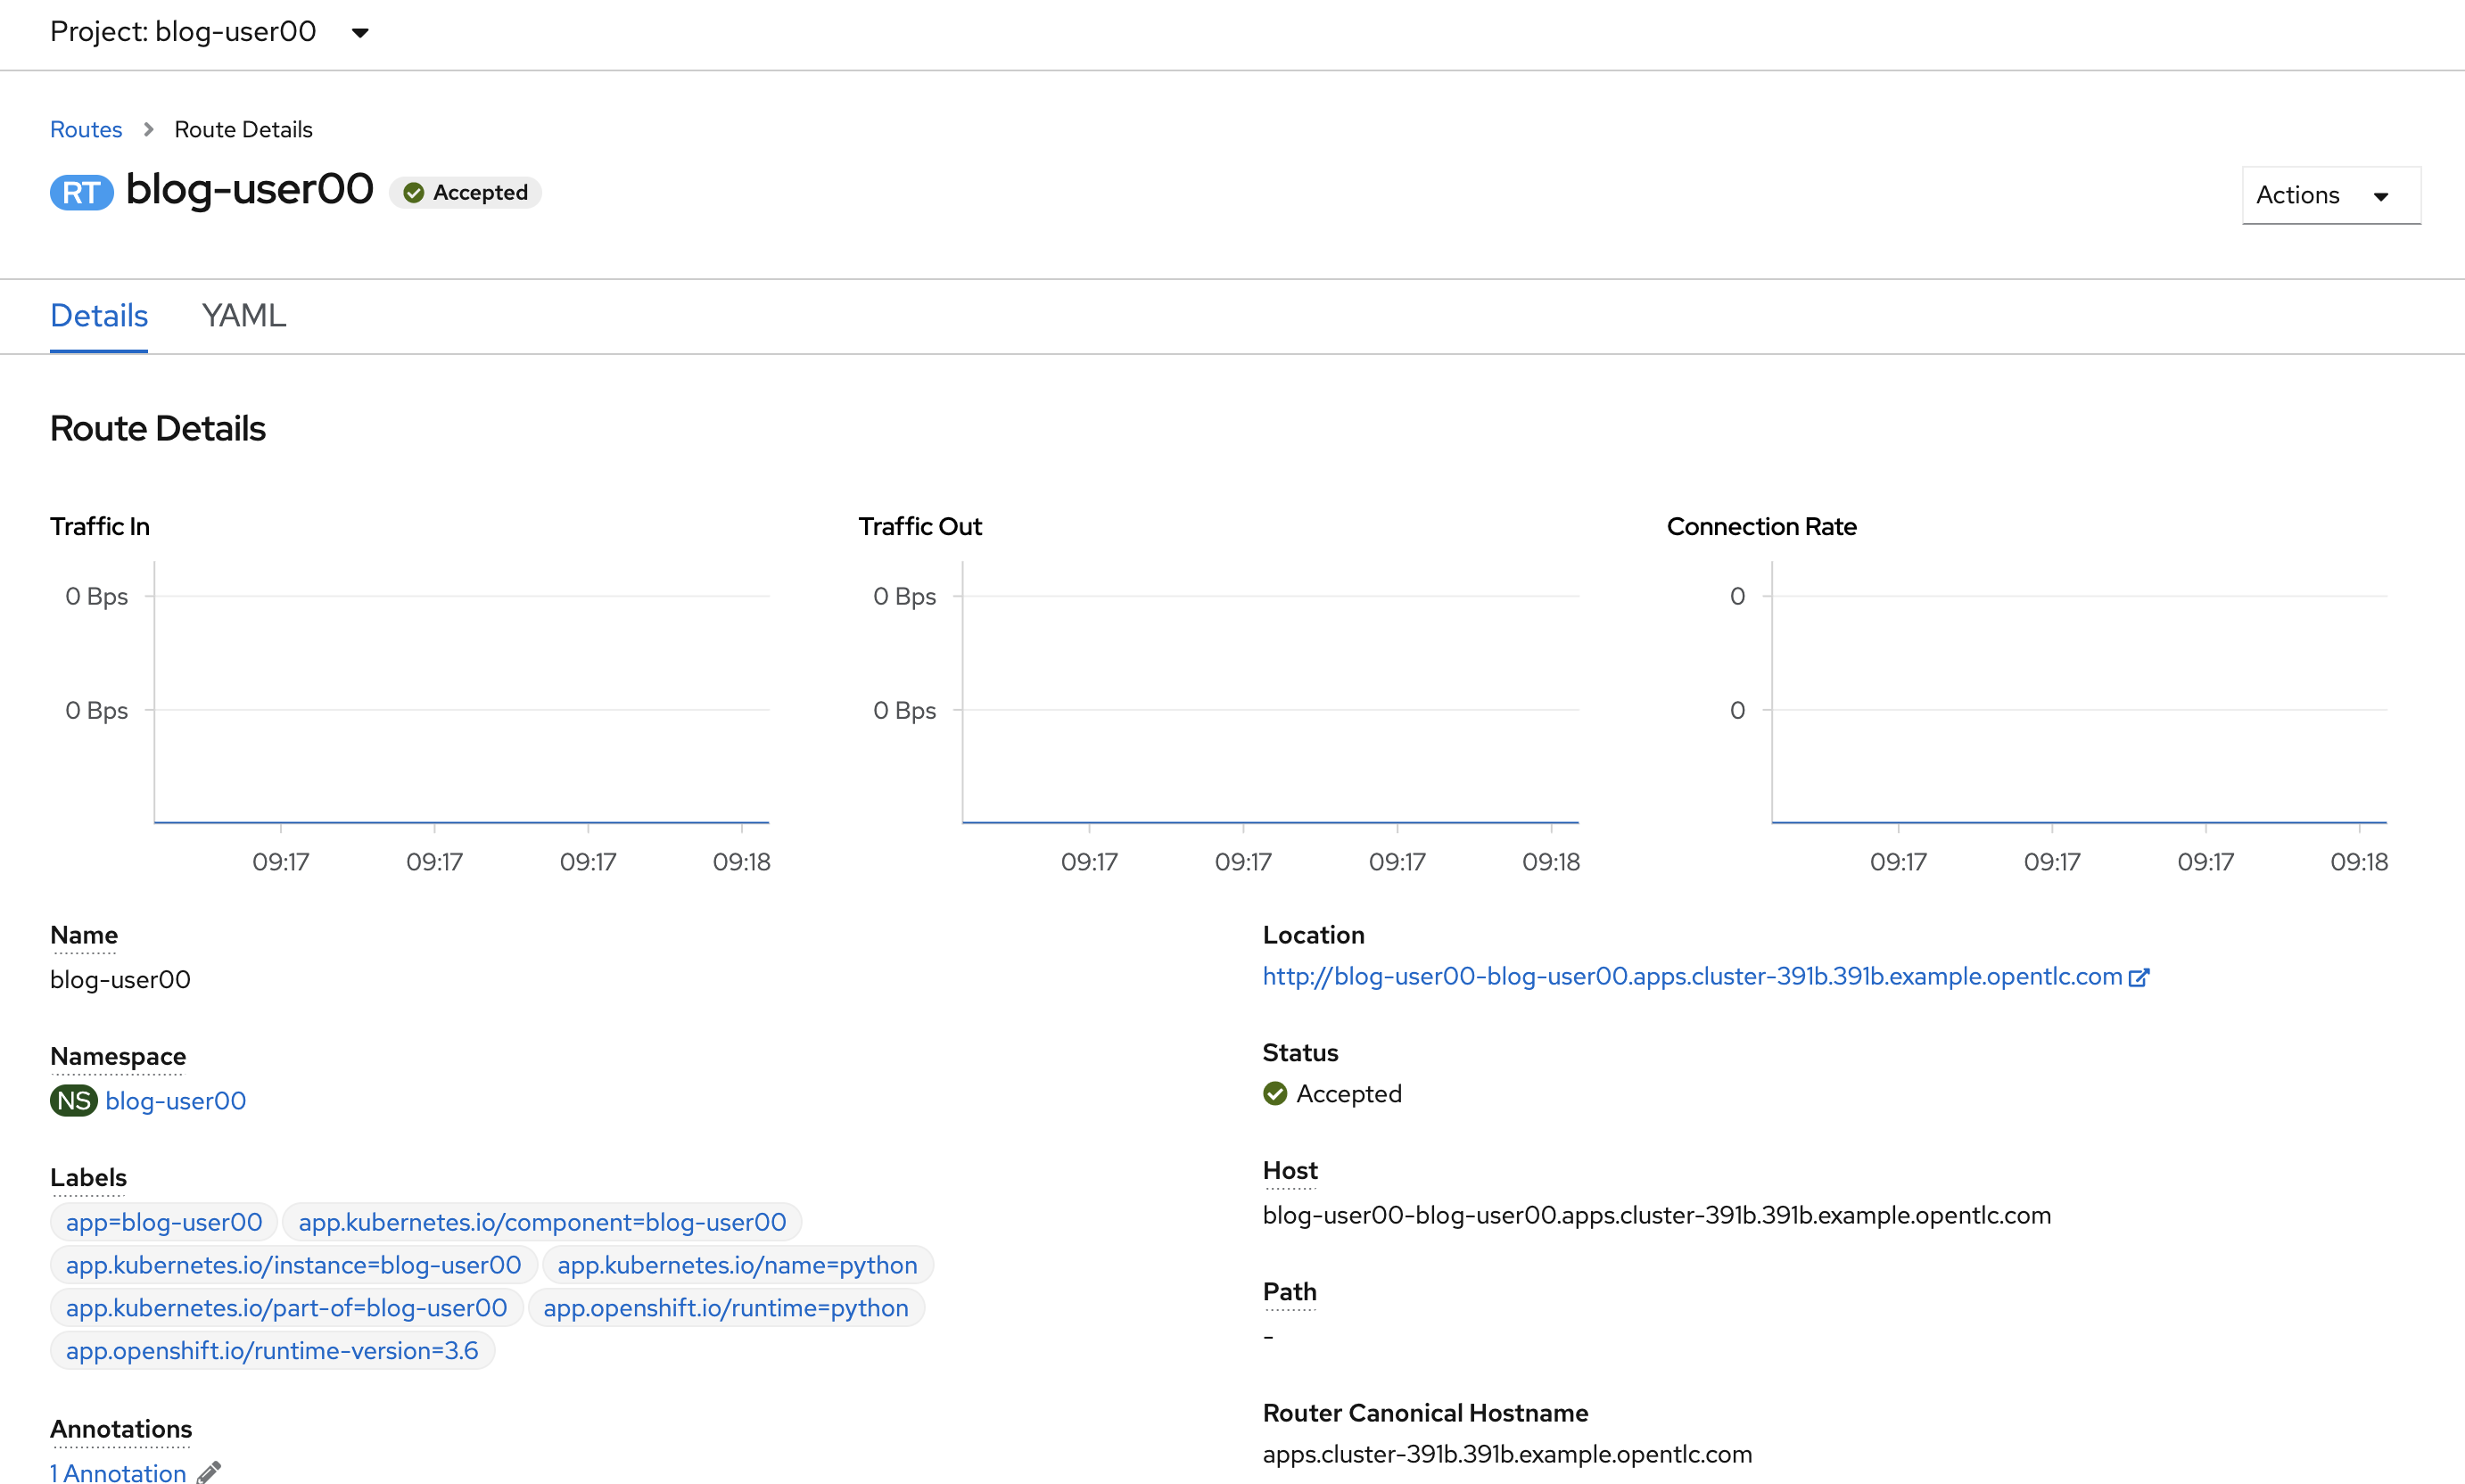 Project: blog-user00
Routes > Route Details
RT blog-user00 Accepted
Actions
Details YAML
Route Details
Traffic In
0 Bps
0 Bps
09:17 09:17 09:17 09:18
Traffic Out
0 Bps
0 Bps
09:17 09:17 09:17 09:18
Connection Rate
0
0
09:17 09:17 09:17 09:18
Name
blog-user00
Namespace
NS blog-user00
Labels
app=blog-user00 app.kubernetes.io/component=blog-user00
app.kubernetes.io/instance=blog-user00 app.kubernetes.io/name=python
app.kubernetes.io/part-of=blog-user00 app.openshift.io/runtime=python
app.openshift.io/runtime-version=3.6
Annotations
1 Annotation
Location
http://blog-user00-blog-user00.apps.cluster-391b.391b.example.opentlc.com
Status
Accepted
Host
blog-user00-blog-user00.apps.cluster-391b.391b.example.opentlc.com
Path
-
Router Canonical Hostname
apps.cluster-391b.391b.example.opentlc.com